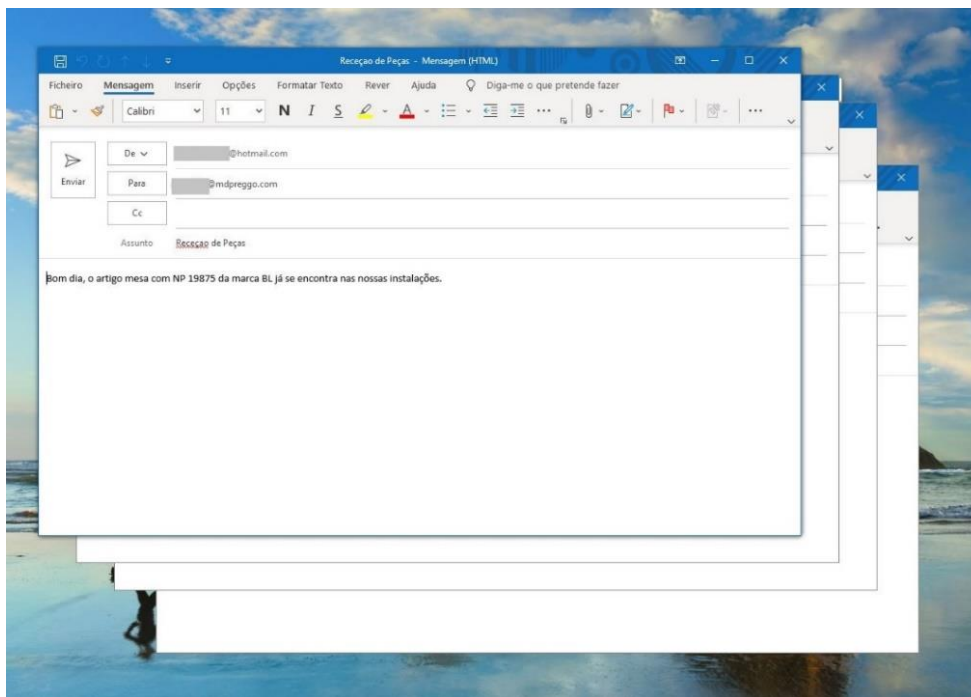 Receçao de Peças - Mensagem (HTML)
Ficheiro Mensagem Inserir Opções Formatar Texto Rever Ajuda Diga-me o que pretende fazer
Calibri 11 N I S A
De @hotmail.com
Enviar
Para @mdpreggo.com
Cc
Assunto Receçao de Peças
Bom dia, o artigo mesa com NP 19875 da marca BL já se encontra nas nossas instalações.